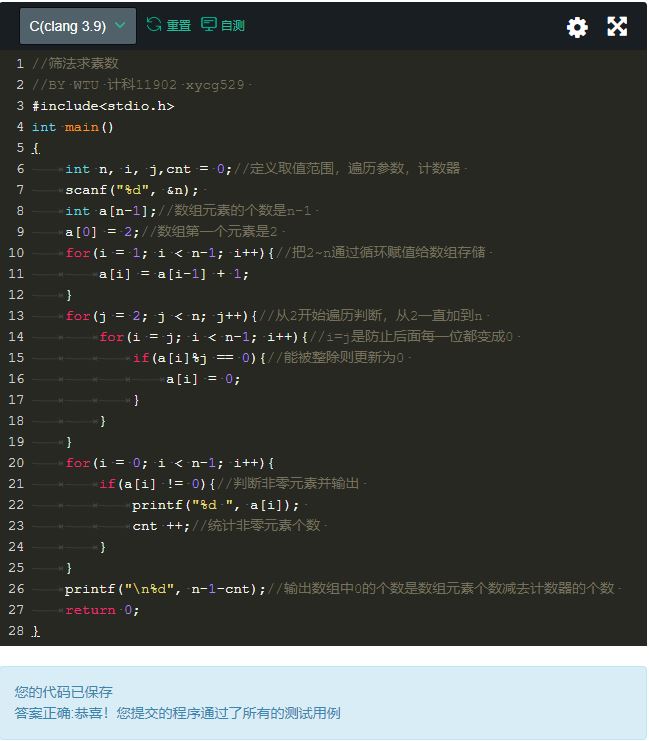 C(clang 3.9) 重置 自测
1 //筛法求素数
2 //BY WTU 计科11902 xycg529
3 #include<stdio.h>
4 int main()
5 {
6 int n, i, j,cnt = 0;//定义取值范围，遍历参数，计数器
7 scanf("%d", &n);
8 int a[n-1];//数组元素的个数是n-1
9 a[0] = 2;//数组第一个元素是2
10 for(i = 1; i < n-1; i++){//把2~n通过循环赋值给数组存储
11 a[i] = a[i-1] + 1;
12 }
13 for(j = 2; j < n; j++){//从2开始遍历判断，从2一直加到n
14 for(i = j; i < n-1; i++){//i=j是防止后面每一位都变成0
15 if(a[i]%j == 0){//能被整除则更新为0
16 a[i] = 0;
17 }
18 }
19 }
20 for(i = 0; i < n-1; i++){
21 if(a[i] != 0){//判断非零元素并输出
22 printf("%d ", a[i]);
23 cnt ++;//统计非零元素个数
24 }
25 }
26 printf("\n%d", n-1-cnt);//输出数组中0的个数是数组元素个数减去计数器的个数
27 return 0;
28 }
您的代码已保存
答案正确:恭喜！您提交的程序通过了所有的测试用例